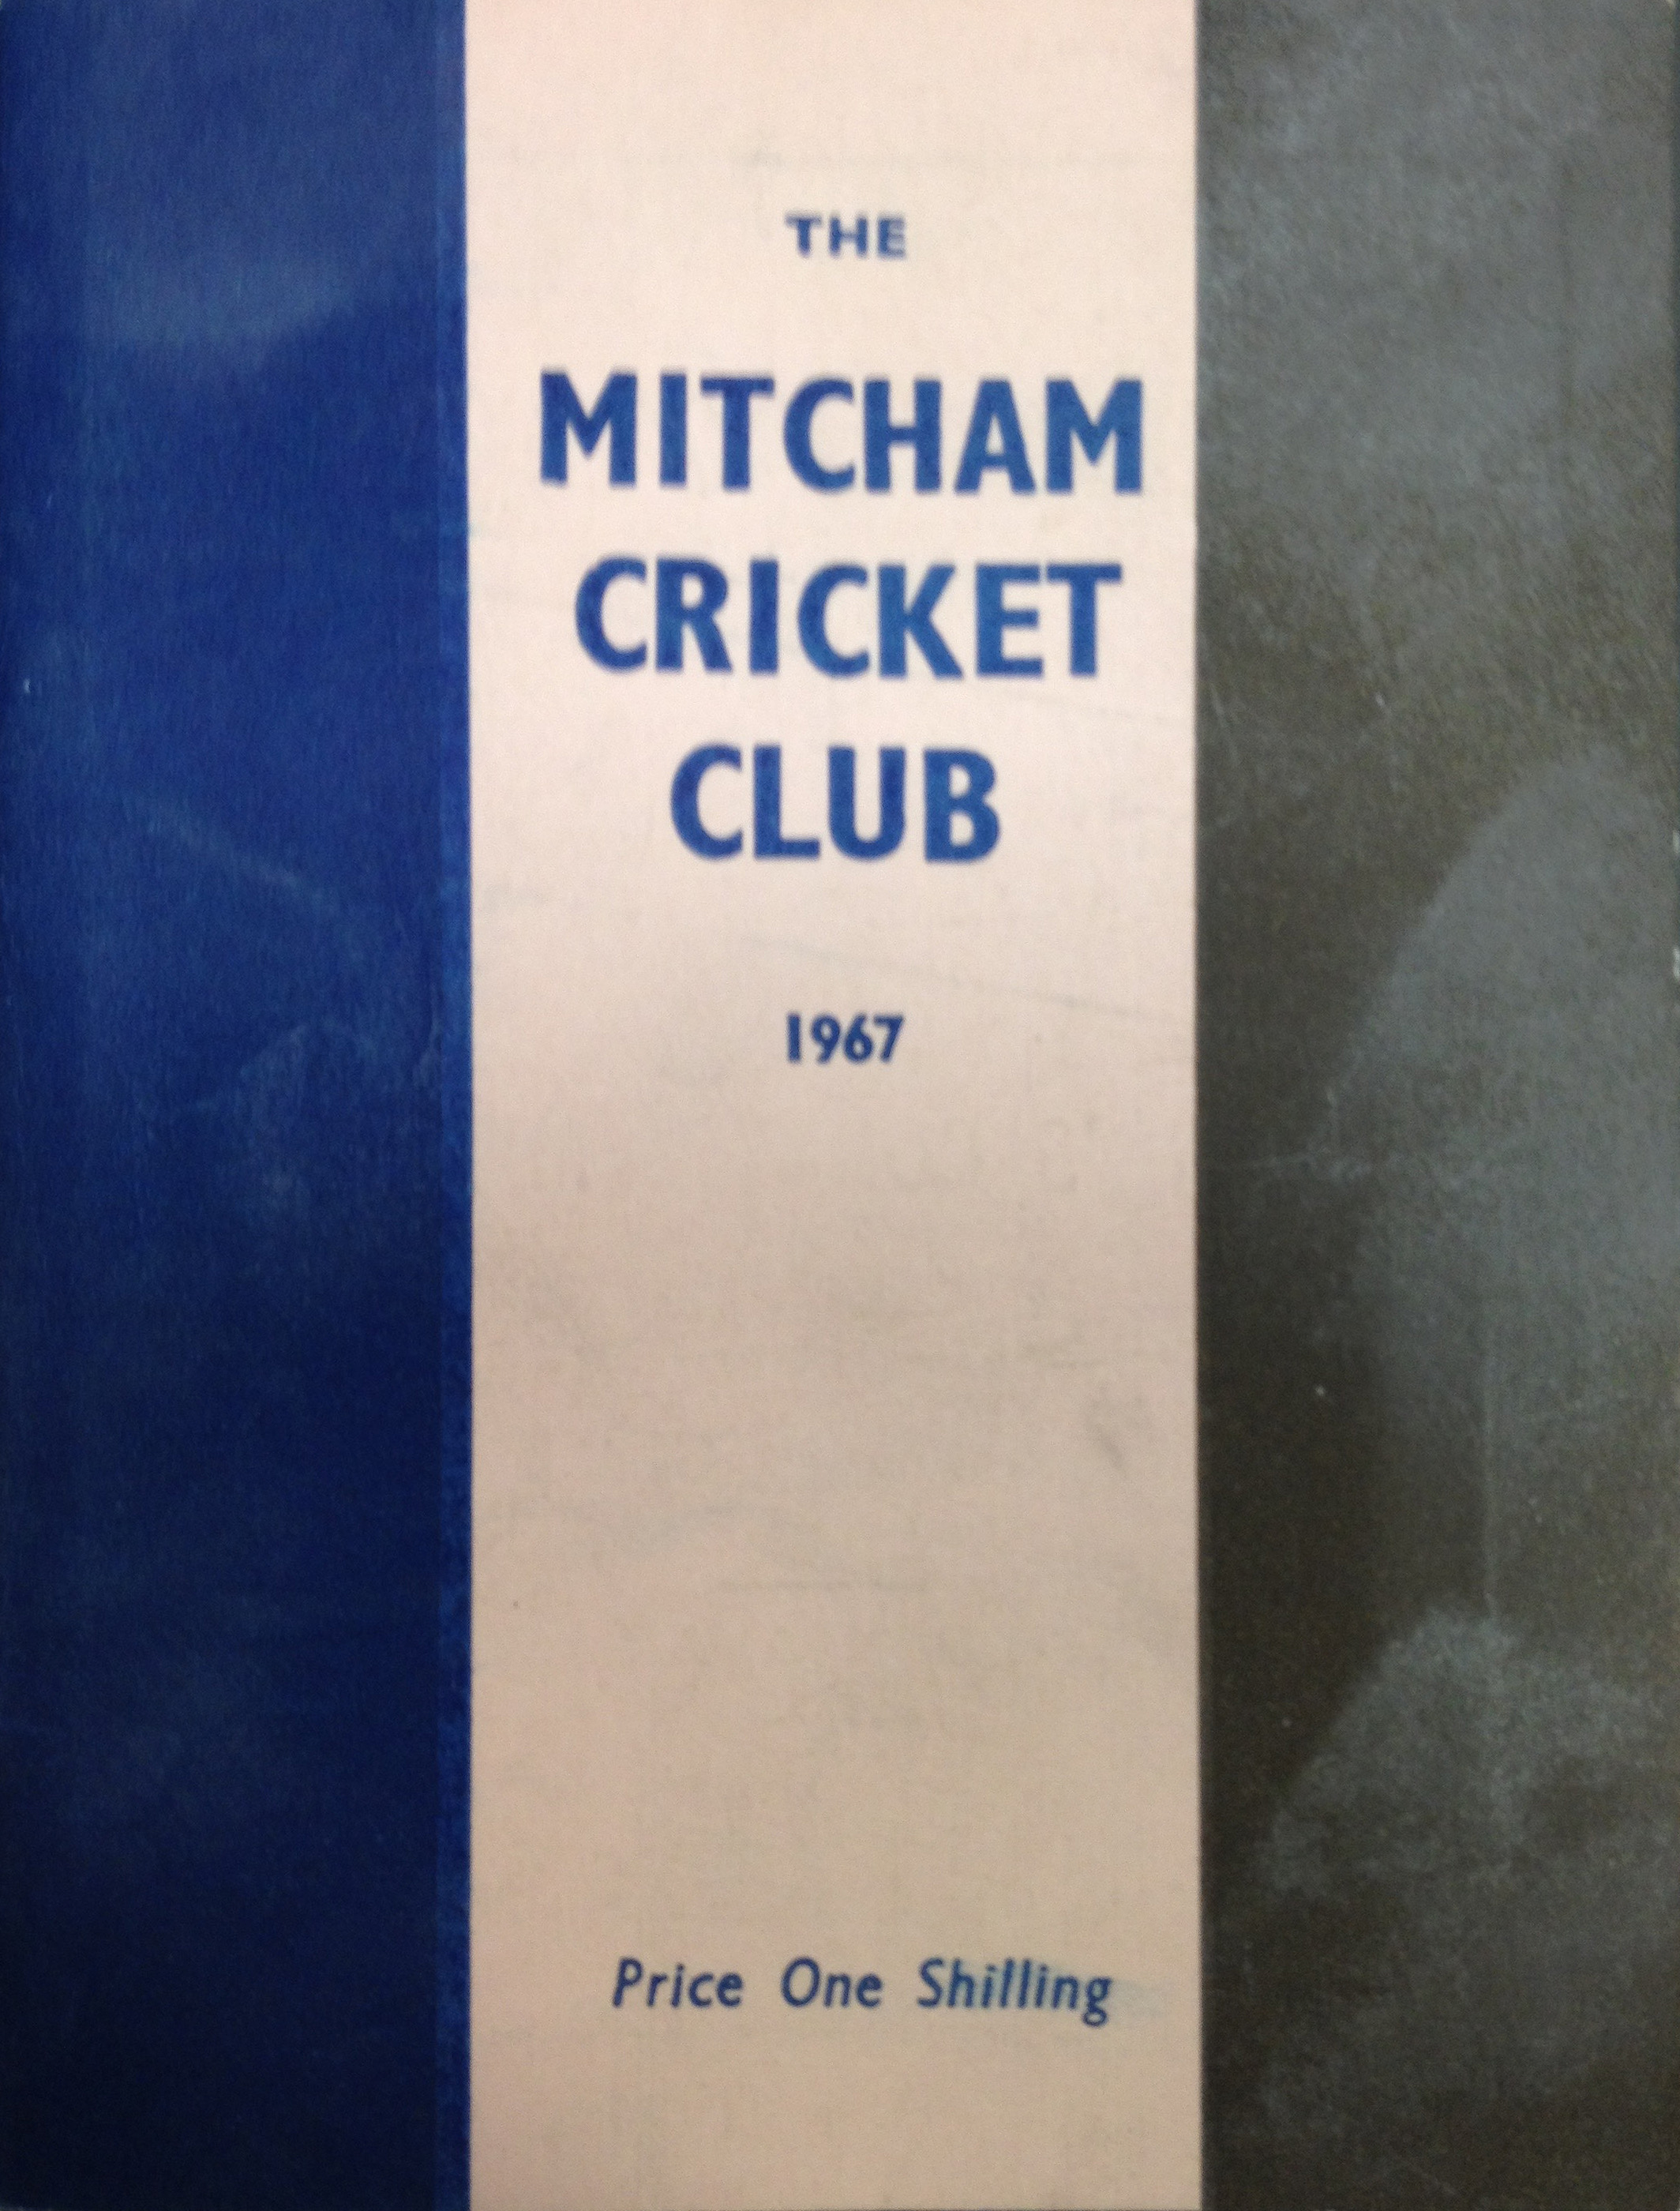 THE
MITCHAM
CRICKET
CLUB
1967
Price One Shilling